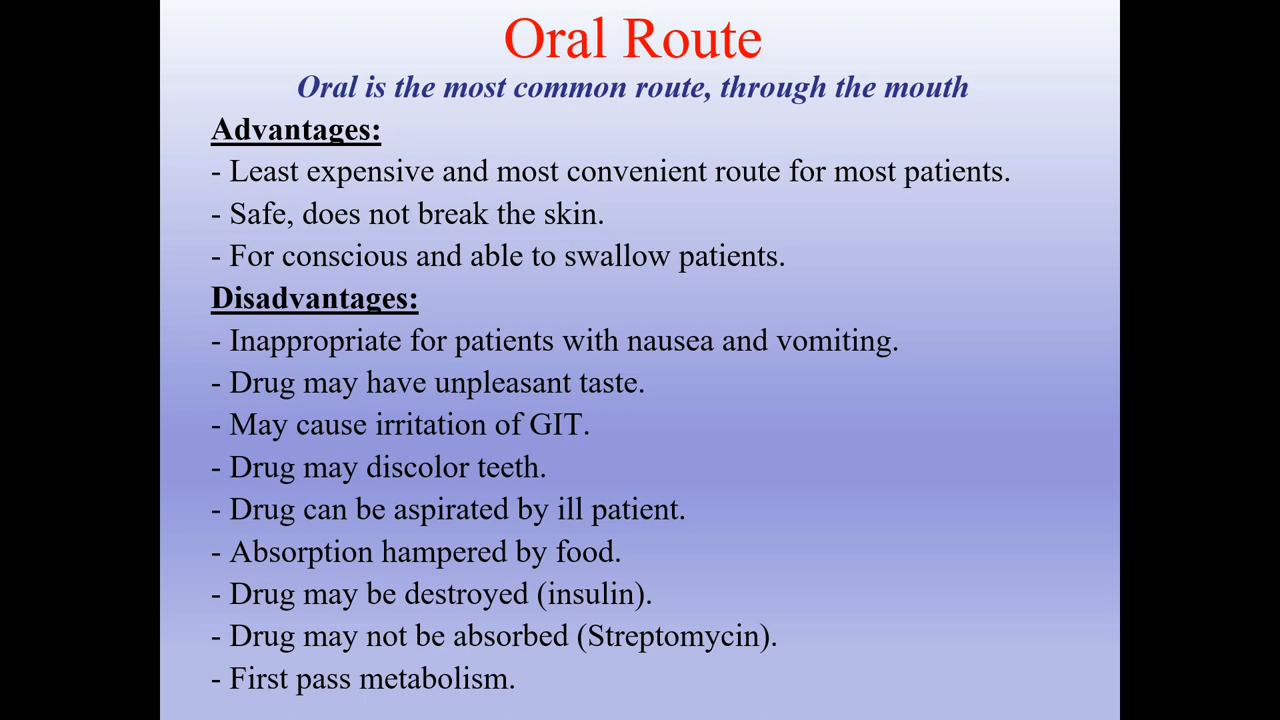 Oral Route
Oral is the most common route, through the mouth
Advantages:
- Least expensive and most convenient route for most patients.
- Safe, does not break the skin.
- For conscious and able to swallow patients.
Disadvantages:
- Inappropriate for patients with nausea and vomiting.
- Drug may have unpleasant taste.
- May cause irritation of GIT.
- Drug may discolor teeth.
- Drug can be aspirated by ill patient.
- Absorption hampered by food.
- Drug may be destroyed (insulin).
- Drug may not be absorbed (Streptomycin).
- First pass metabolism.